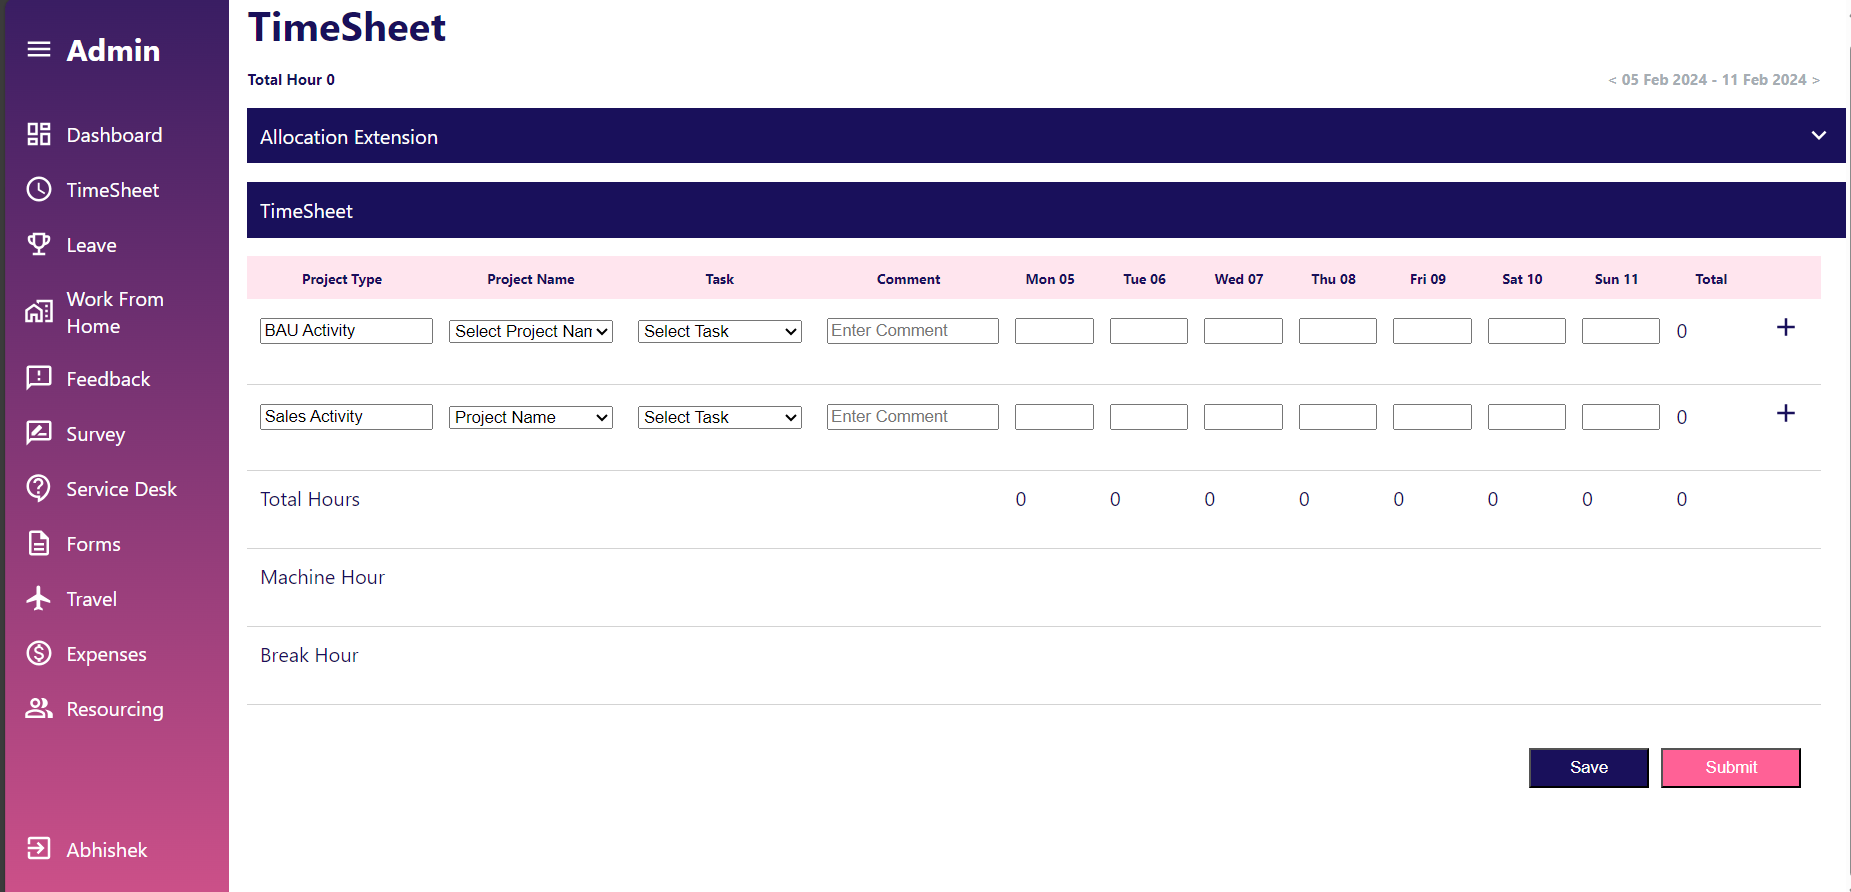 Admin
Dashboard
TimeSheet
Leave
Work From
Home
Feedback
Survey
Service Desk
Forms
Travel
Expenses
Resourcing
Abhishek
TimeSheet
Total Hour 0
< 05 Feb 2024 - 11 Feb 2024 >
Allocation Extension
TimeSheet
Project Type Project Name Task Comment Mon 05 Tue 06 Wed 07 Thu 08 Fri 09 Sat 10 Sun 11 Total
BAU Activity Select Project Nam Select Task Enter Comment 0 +
Sales Activity Project Name Select Task Enter Comment 0 +
Total Hours 0 0 0 0 0 0 0 0
Machine Hour
Break Hour
Save Submit